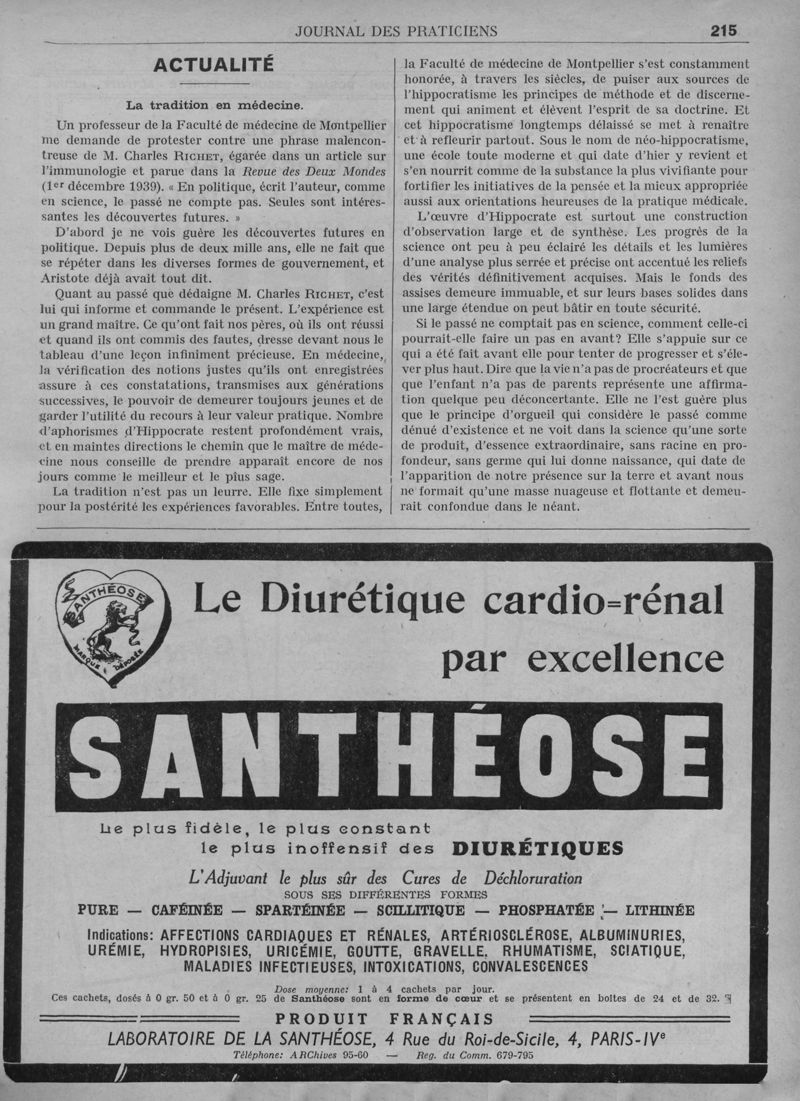 JOURNAL DES PRATICIENS
215
ACTUALITÉ
La tradition en médecine.
Un professeur de la Faculté de médecine de Montpellier
me demande de protester contre une phrase malencon-
treuse de M. Charles RICHET, égarée dans un article sur
l'immunologie et parue dans la Revue des Deux Mondes
(1er décembre 1939). « En politique, écrit l'auteur, comme
en science, le passé ne compte pas. Seules sont intéres-
santes les découvertes futures. »
D'abord je ne vois guère les découvertes futures en
politique. Depuis plus de deux mille ans, elle ne fait que
se répéter dans les diverses formes de gouvernement, et
Aristote déjà avait tout dit.
Quant au passé que dédaigne M. Charles RICHET, c'est
lui qui informe et commande le présent. L'expérience est
un grand maître. Ce qu'ont fait nos pères, où ils ont réussi
et quand ils ont commis des fautes, dresse devant nous le
tableau d'une leçon infiniment précieuse. En médecine,
la vérification des notions justes qu'ils ont enregistrées
assure à ces constatations, transmises aux générations
successives, le pouvoir de demeurer toujours jeunes et de
garder l'utilité du recours à leur valeur pratique. Nombre
d'aphorismes d'Hippocrate restent profondément vrais,
et en maintes directions le chemin que le maître de méde-
cine nous conseille de prendre apparaît encore de nos
jours comme le meilleur et le plus sage.
La tradition n'est pas un leurre. Elle fixe simplement
pour la postérité les expériences favorables. Entre toutes,
la Faculté de médecine de Montpellier s'est constamment
honorée, à travers les siècles, de puiser aux sources de
l'hippocratisme les principes de méthode et de discerne-
ment qui animent et élèvent l'esprit de sa doctrine. Et
cet hippocratisme longtemps délaissé se met à renaître
et à refleurir partout. Sous le nom de néo-hippocratisme,
une école toute moderne et qui date d'hier y revient et
s'en nourrit comme de la substance la plus vivifiante pour
fortifier les initiatives de la pensée et la mieux appropriée
aussi aux orientations heureuses de la pratique médicale.
L'œuvre d'Hippocrate est surtout une construction
d'observation large et de synthèse. Les progrès de la
science ont peu à peu éclairé les détails et les lumières
d'une analyse plus serrée et précise ont accentué les reliefs
des vérités définitivement acquises. Mais le fonds des
assises demeure immuable, et sur leurs bases solides dans
une large étendue on peut bâtir en toute sécurité.
Si le passé ne comptait pas en science, comment celle-ci
pourrait-elle faire un pas en avant? Elle s'appuie sur ce
qui a été fait avant elle pour tenter de progresser et s'éle-
ver plus haut. Dire que la vie n'a pas de procréateurs et que
que l'enfant n'a pas de parents représente une affirma-
tion quelque peu déconcertante. Elle ne l'est guère plus
que le principe d'orgueil qui considère le passé comme
dénué d'existence et ne voit dans la science qu'une sorte
de produit, d'essence extraordinaire, sans racine en pro-
fondeur, sans germe qui lui donne naissance, qui date de
l'apparition de notre présence sur la terre et avant nous
ne formait qu'une masse nuageuse et flottante et demeu-
rait confondue dans le néant.
SANTHÉOSE
MARQUE DÉPOSÉE
Le Diurétique cardio=rénal
par excellence
SANTHÉOSE
Le plus fidèle, le plus constant
le plus inoffensif des DIURÉTIQUES
L'Adjuvant le plus sûr des Cures de Déchloruration
SOUS SES DIFFÉRENTES FORMES
PURE — CAFÉINÉE — SPARTÉINÉE — SCILLITIQUE — PHOSPHATÉE — LITHINÉE
Indications: AFFECTIONS CARDIAQUES ET RÉNALES, ARTÉRIOSCLÉROSE, ALBUMINURIES,
URÉMIE, HYDROPISIES, URICÉMIE, GOUTTE, GRAVELLE, RHUMATISME, SCIATIQUE,
MALADIES INFECTIEUSES, INTOXICATIONS, CONVALESCENCES
Dose moyenne: 1 à 4 cachets par jour.
Ces cachets, dosés à 0 gr. 50 et à 0 gr. 25 de Santhéose sont en forme de cœur et se présentent en boîtes de 24 et de 32.
PRODUIT FRANÇAIS
LABORATOIRE DE LA SANTHÉOSE, 4 Rue du Roi-de-Sicile, 4, PARIS-IVe
Téléphone: ARChives 95-60 — Reg. du Comm. 679-795